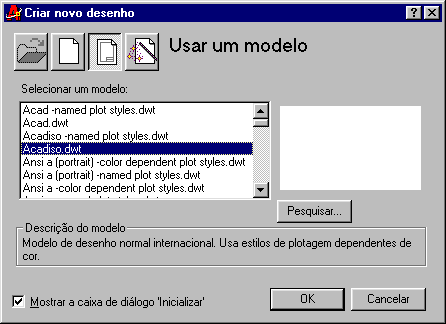 Criar novo desenho
Usar um modelo
Selecionar um modelo:
Acad -named plot styles.dwt
Acad.dwt
Acadiso -named plot styles.dwt
Acadiso.dwt
Ansi a (portrait) -color dependent plot styles.dwt
Ansi a (portrait) -named plot styles.dwt
Ansi a -color dependent plot styles.dwt
Pesquisar...
Descrição do modelo
Modelo de desenho normal internacional. Usa estilos de plotagem dependentes de
cor.
Mostrar a caixa de diálogo 'Inicializar'
OK
Cancelar